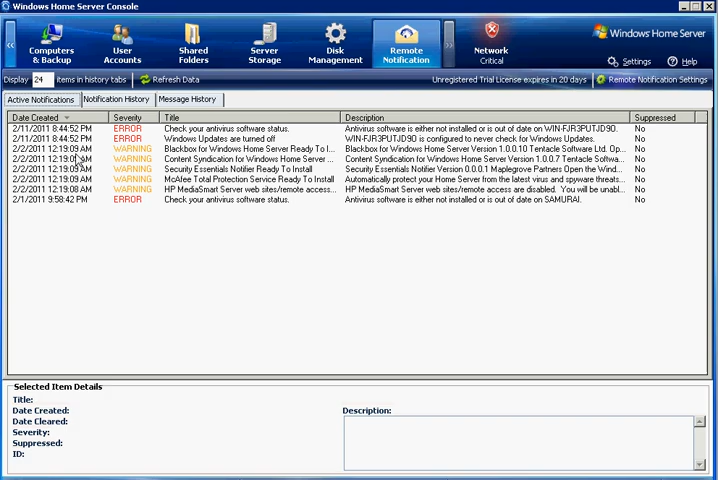 Windows Home Server Console
Computers & Backup
User Accounts
Shared Folders
Server Storage
Disk Management
Remote Notification
Network Critical
Windows Home Server
Settings
Help
Display 24 items in history tabs
Refresh Data
Unregistered Trial License expires in 20 days
Remote Notification Settings
Active Notifications
Notification History
Message History
Date Created Severity Title Description Suppressed
2/11/2011 8:44:52 PM ERROR Check your antivirus software status. Antivirus software is either not installed or is out of date on WIN-FJR3PUTJD9O. No
2/11/2011 8:44:52 PM ERROR Windows Updates are turned off WIN-FJR3PUTJD9O is configured to never check for Windows Updates. No
2/2/2011 12:19:09 AM WARNING Blackbox for Windows Home Server Ready To I... Blackbox for Windows Home Server Version 1.0.0.10 Tentacle Software Ltd. Op... No
2/2/2011 12:19:09 AM WARNING Content Syndication for Windows Home Server ... Content Syndication for Windows Home Server Version 1.0.0.7 Tentacle Softwa... No
2/2/2011 12:19:09 AM WARNING Security Essentials Notifier Ready To Install Security Essentials Notifier Version 0.0.0.1 Maplegrove Partners Open the Wind... No
2/2/2011 12:19:09 AM WARNING McAfee Total Protection Service Ready To Install Automatically protect your Home Server from the latest virus and spyware threats... No
2/2/2011 12:19:08 AM WARNING HP MediaSmart Server web sites/remote access... HP MediaSmart Server web sites/remote access are disabled. You will be unabl... No
2/1/2011 9:58:42 PM ERROR Check your antivirus software status. Antivirus software is either not installed or is out of date on SAMURAI. No
Selected Item Details
Title:
Date Created:
Description:
Date Cleared:
Severity:
Suppressed:
ID: